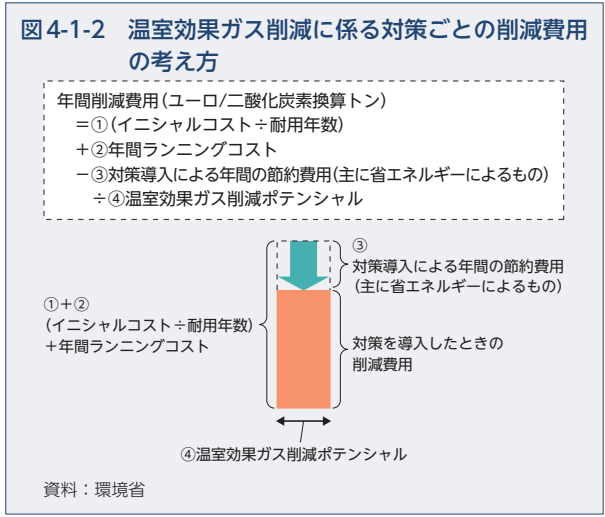 図4-1-2 温室効果ガス削減に係る対策ごとの削減費用
の考え方
年間削減費用(ユーロ/二酸化炭素換算トン)
＝①(イニシャルコスト÷耐用年数)
＋②年間ランニングコスト
－③対策導入による年間の節約費用(主に省エネルギーによるもの)
÷④温室効果ガス削減ポテンシャル
③
対策導入による年間の節約費用
(主に省エネルギーによるもの)
①＋②
(イニシャルコスト÷耐用年数)
＋年間ランニングコスト
対策を導入したときの
削減費用
④温室効果ガス削減ポテンシャル
資料：環境省